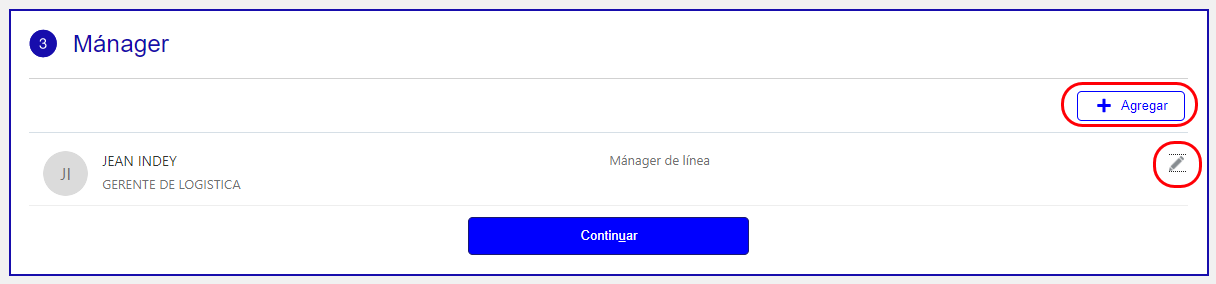 3 Mánager
Agregar
JI JEAN INDEY Mánager de línea
GERENTE DE LOGISTICA
Continuar